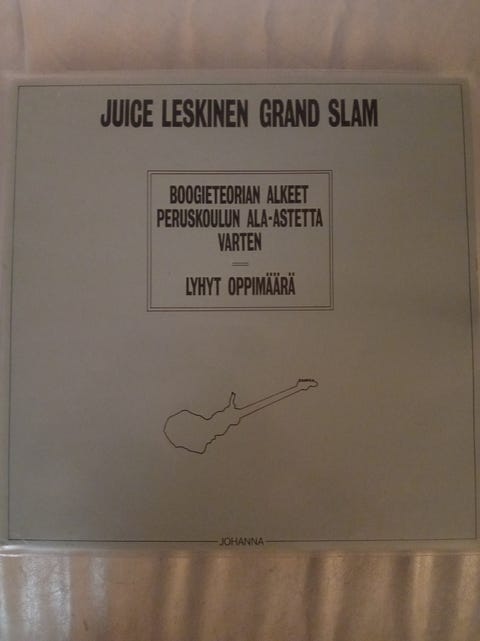 JUICE LESKINEN GRAND SLAM
BOOGIETEORIAN ALKEET
PERUSKOULUN ALA-ASTETTA
VARTEN
LYHYT OPPIMÄÄRÄ
JOHANNA